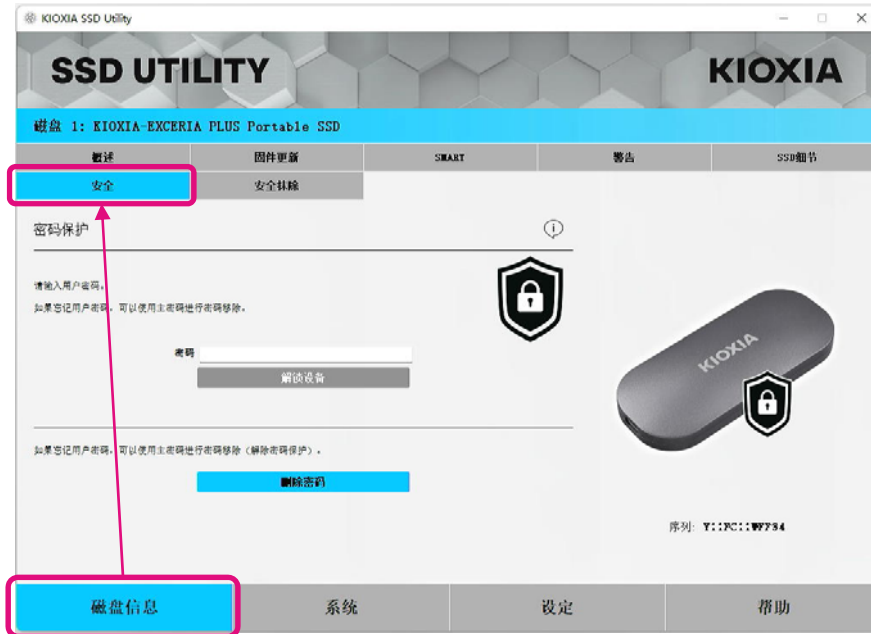 KIOXIA SSD Utility
SSD UTILITY
KIOXIA
磁盘 1: KIOXIA-EXCERIA PLUS Portable SSD
概述 固件更新 SMART 警告 SSD细节
安全 安全抹除
密码保护
请输入用户密码。
如果忘记用户密码，可以使用主密码进行密码移除。
密码
解锁设备
KIOXIA
如果忘记用户密码，可以使用主密码进行密码移除（解除密码保护）。
删除密码
序列:
磁盘信息 系统 设定 帮助